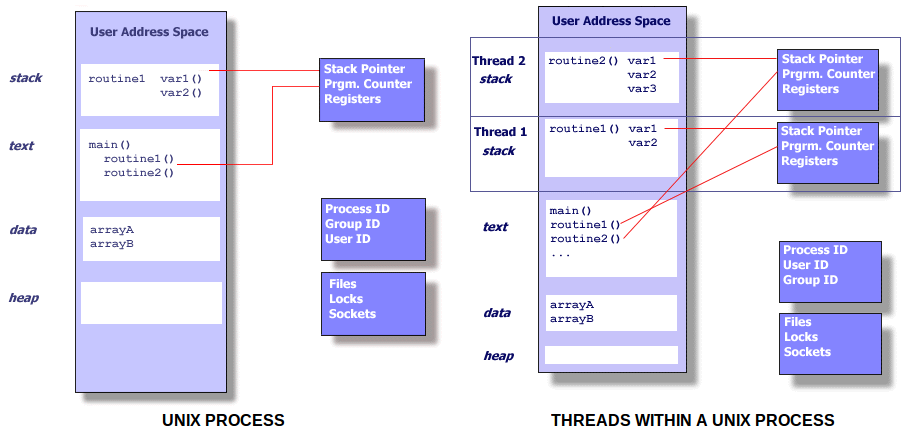 User Address Space
stack
routine1 var1()
var2()
Stack Pointer
Prgm. Counter
Registers
text
main()
routine1()
routine2()
data
arrayA
arrayB
Process ID
Group ID
User ID
heap
Files
Locks
Sockets
UNIX PROCESS
User Address Space
Thread 2
stack
routine2() var1
var2
var3
Stack Pointer
Prgrm. Counter
Registers
Thread 1
stack
routine1() var1
var2
Stack Pointer
Prgrm. Counter
Registers
text
main()
routine1()
routine2()
...
Process ID
User ID
Group ID
data
arrayA
arrayB
Files
Locks
Sockets
heap
THREADS WITHIN A UNIX PROCESS